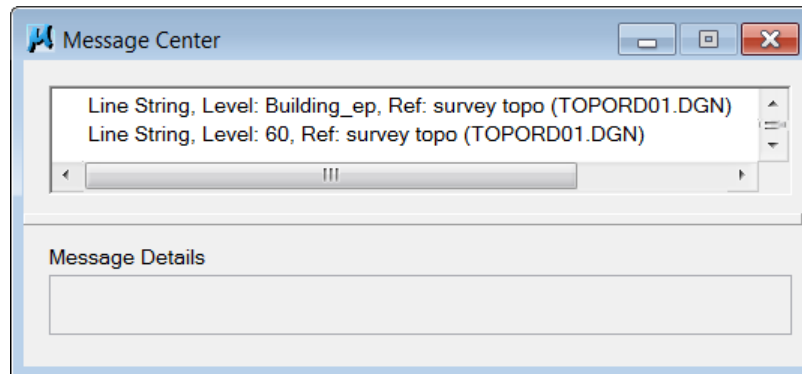 Message Center
Line String, Level: Building_ep, Ref: survey topo (TOPORD01.DGN)
Line String, Level: 60, Ref: survey topo (TOPORD01.DGN)
Message Details